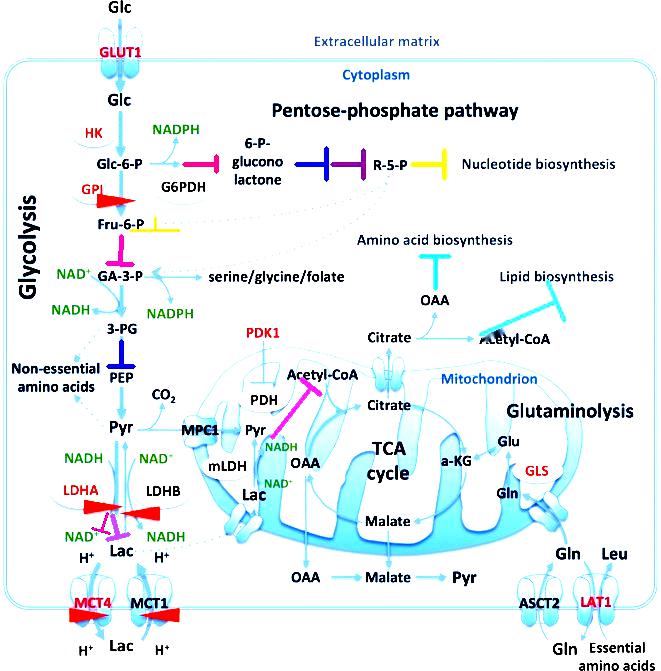 Glc
Extracellular matrix
GLUT1
Cytoplasm
Glc
Pentose-phosphate pathway
HK
NADPH
6-P-
glucono
lactone
Glc-6-P
R-5-P
Nucleotide biosynthesis
GPI
G6PDH
Glycolysis
Fru-6-P
Amino acid biosynthesis
NAD⁺
GA-3-P
serine/glycine/folate
Lipid biosynthesis
NADH
NADPH
OAA
3-PG
PDK1
Citrate
Acetyl-CoA
Non-essential
amino acids
PEP
Acetyl-CoA
Mitochondrion
CO₂
PDH
Citrate
Glutaminolysis
Pyr
MPC1
Pyr
NADH
TCA
cycle
Glu
NADH
NAD⁺
mLDH
OAA
a-KG
GLS
LDHA
LDHB
Lac
NAD⁺
Gln
Malate
NAD⁺
NADH
H⁺
Lac
H⁺
Gln
Leu
OAA
Malate
Pyr
MCT4
MCT1
ASCT2
LAT1
H⁺
Lac
H⁺
Gln
Essential
amino acids